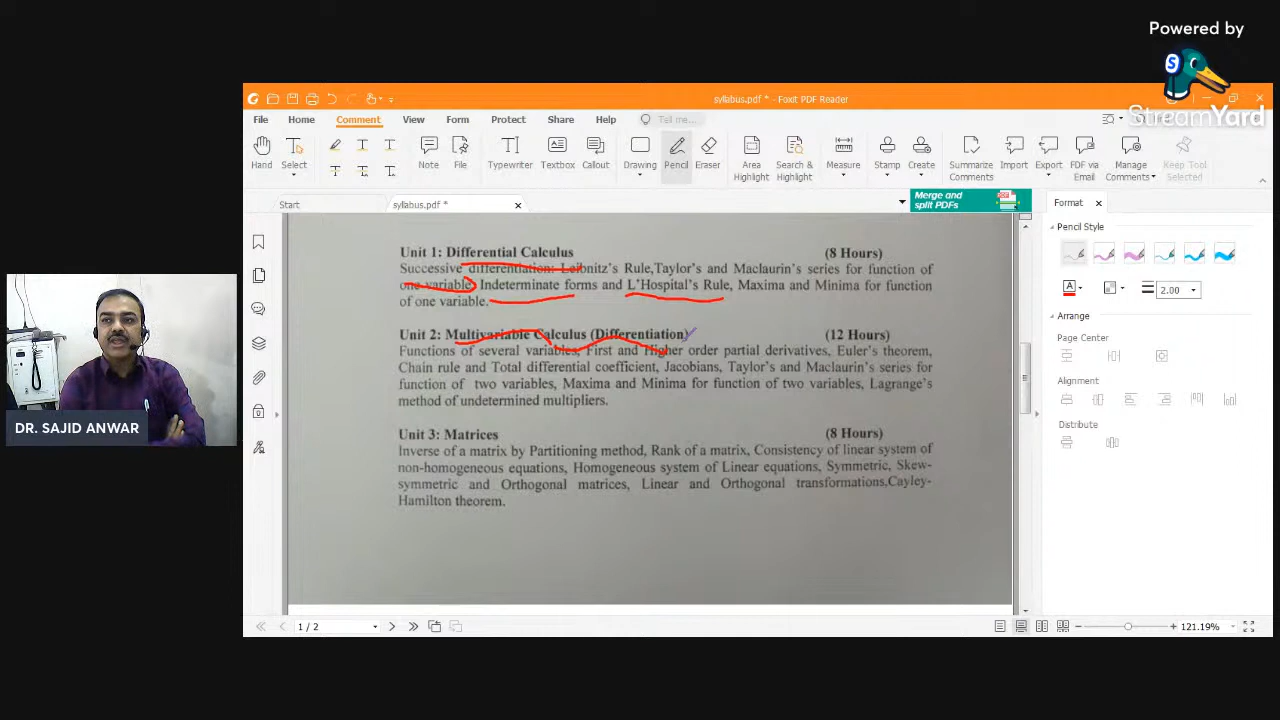 Powered by
S
StreamYard
syllabus.pdf * - Foxit PDF Reader
File Home Comment View Form Protect Share Help Tell me...
Hand Select Note File Typewriter Textbox Callout Drawing Pencil Eraser Area Highlight Search & Highlight Measure Stamp Create Summarize Comments Import Export PDF via Email Manage Comments Keep Tool Selected
Start syllabus.pdf *
Merge and split PDFs
Format
Pencil Style
2.00
Arrange
Page Center
Alignment
Distribute
Unit 1: Differential Calculus (8 Hours)
Successive differentiation: Leibnitz's Rule,Taylor's and Maclaurin's series for function of
one variable, Indeterminate forms and L'Hospital's Rule, Maxima and Minima for function
of one variable.
Unit 2: Multivariable Calculus (Differentiation) (12 Hours)
Functions of several variables, First and Higher order partial derivatives, Euler's theorem,
Chain rule and Total differential coefficient, Jacobians, Taylor's and Maclaurin's series for
function of two variables, Maxima and Minima for function of two variables, Lagrange's
method of undetermined multipliers.
Unit 3: Matrices (8 Hours)
Inverse of a matrix by Partitioning method, Rank of a matrix, Consistency of linear system of
non-homogeneous equations, Homogeneous system of Linear equations, Symmetric, Skew-
symmetric and Orthogonal matrices, Linear and Orthogonal transformations,Cayley-
Hamilton theorem.
DR. SAJID ANWAR
1 / 2
121.19%